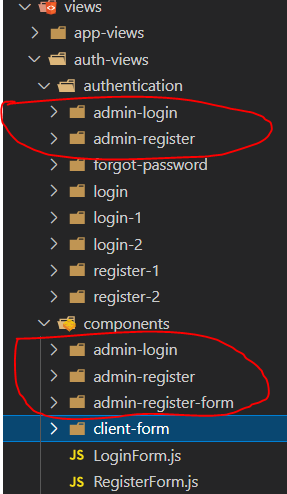 views
app-views
auth-views
authentication
admin-login
admin-register
forgot-password
login
login-1
login-2
register-1
register-2
components
admin-login
admin-register
admin-register-form
client-form
JS LoginForm.js
JS RegisterForm.js